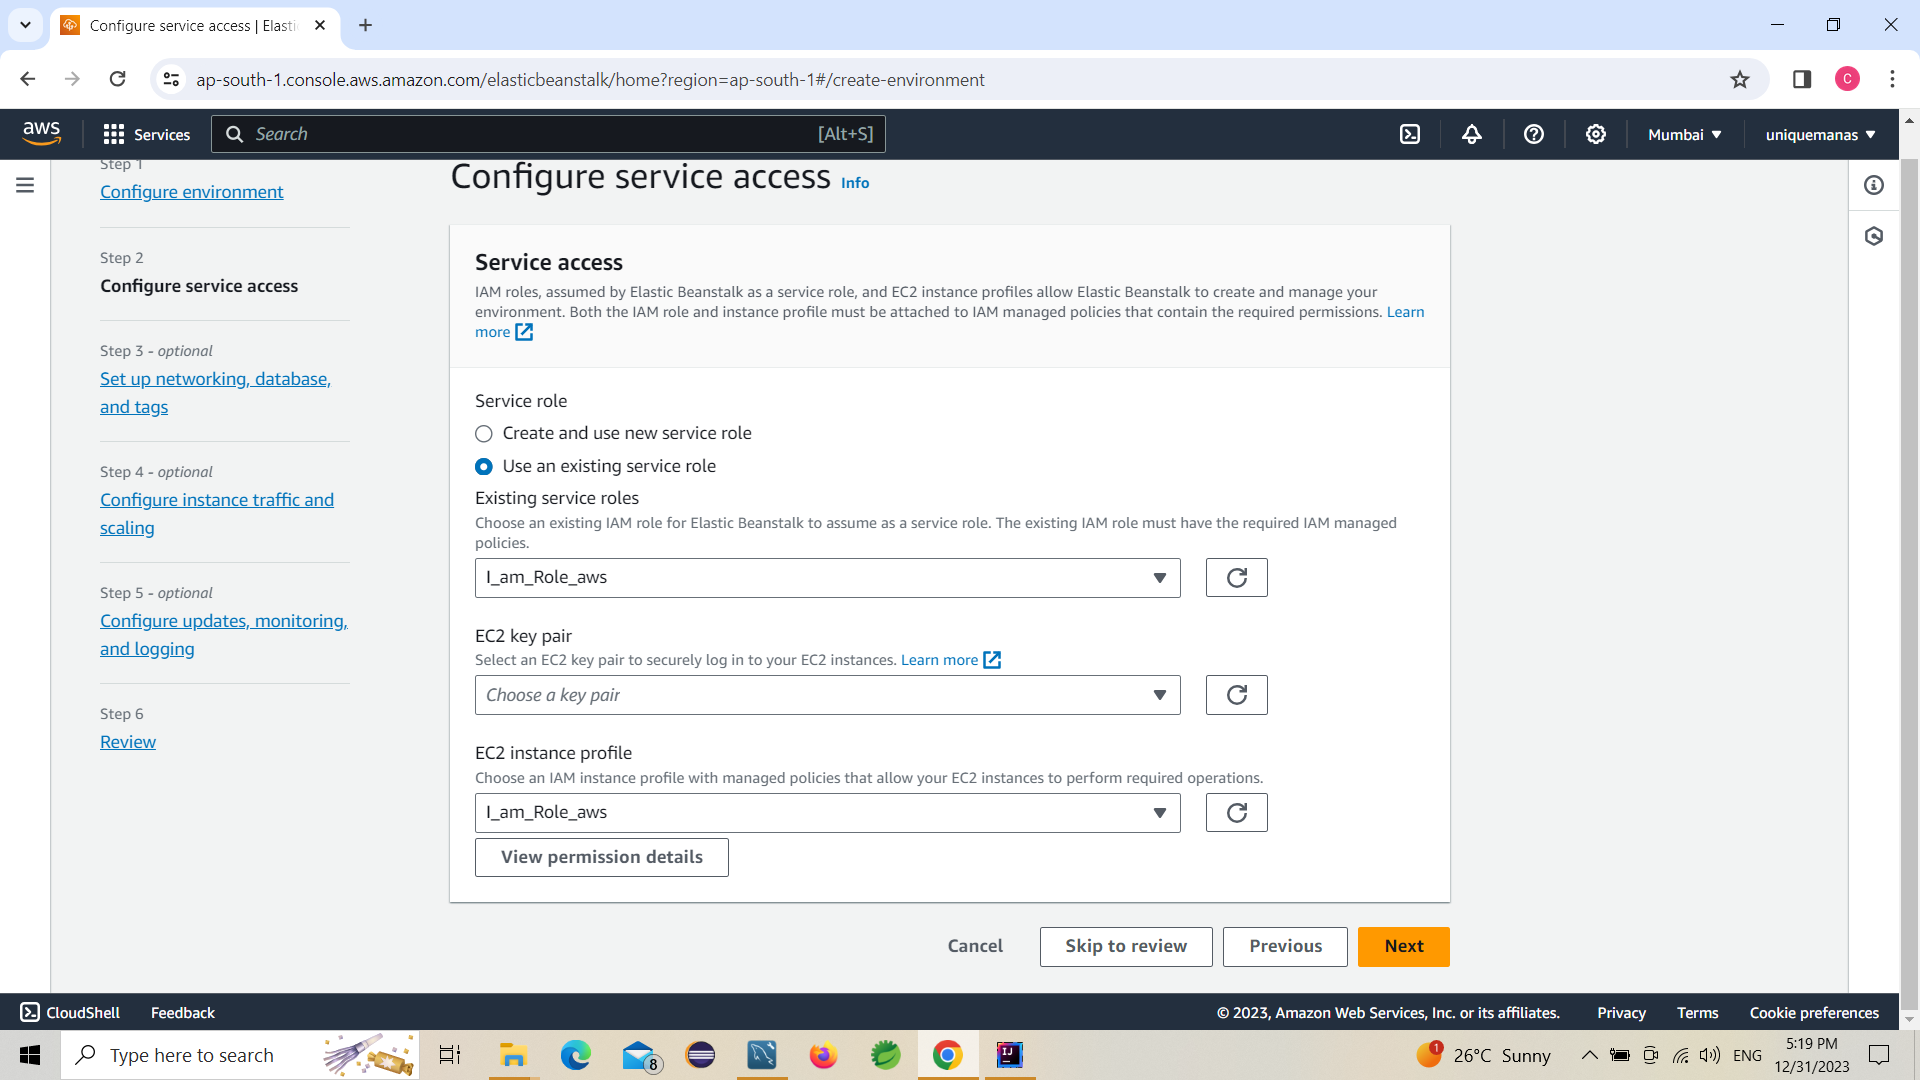 Configure service access | Elasti
ap-south-1.console.aws.amazon.com/elasticbeanstalk/home?region=ap-south-1#/create-environment
C
aws
Services
Search
[Alt+S]
Mumbai
uniquemanas
Step 1
Configure environment
Step 2
Configure service access
Step 3 - optional
Set up networking, database,
and tags
Step 4 - optional
Configure instance traffic and
scaling
Step 5 - optional
Configure updates, monitoring,
and logging
Step 6
Review
Configure service access Info
Service access
IAM roles, assumed by Elastic Beanstalk as a service role, and EC2 instance profiles allow Elastic Beanstalk to create and manage your
environment. Both the IAM role and instance profile must be attached to IAM managed policies that contain the required permissions. Learn
more
Service role
Create and use new service role
Use an existing service role
Existing service roles
Choose an existing IAM role for Elastic Beanstalk to assume as a service role. The existing IAM role must have the required IAM managed
policies.
I_am_Role_aws
EC2 key pair
Select an EC2 key pair to securely log in to your EC2 instances. Learn more
Choose a key pair
EC2 instance profile
Choose an IAM instance profile with managed policies that allow your EC2 instances to perform required operations.
I_am_Role_aws
View permission details
Cancel
Skip to review
Previous
Next
CloudShell
Feedback
© 2023, Amazon Web Services, Inc. or its affiliates.
Privacy
Terms
Cookie preferences
Type here to search
8
IJ
1
26°C Sunny
ENG
5:19 PM
12/31/2023